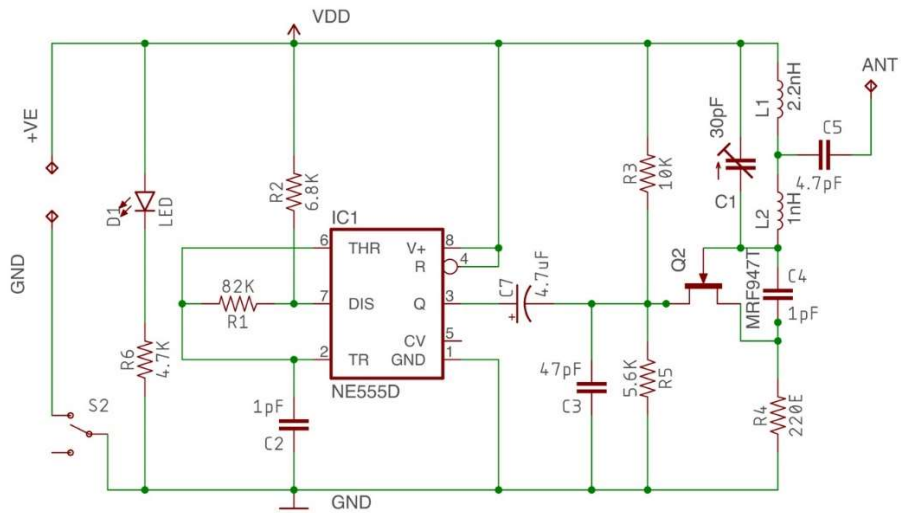 VDD
+VE
GND
D1
LED
R6
4.7K
S2
R2
6.8K
82K
R1
1pF
C2
GND
IC1
6
THR
V+
8
R
4
7
DIS
Q
3
CV
5
2
TR
GND
1
NE555D
C7
4.7uF
+
47pF
C3
R3
10K
5.6K
R5
Q2
MRF947T
30pF
C1
L1
2.2nH
L2
1nH
C5
4.7pF
ANT
C4
1pF
R4
220E